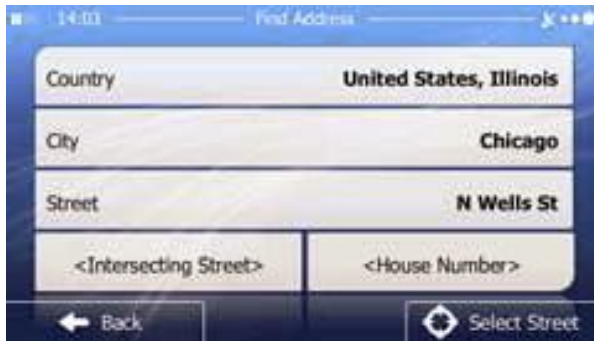 14:03 Find Address
Country United States, Illinois
City Chicago
Street N Wells St
<Intersecting Street> <House Number>
Back Select Street